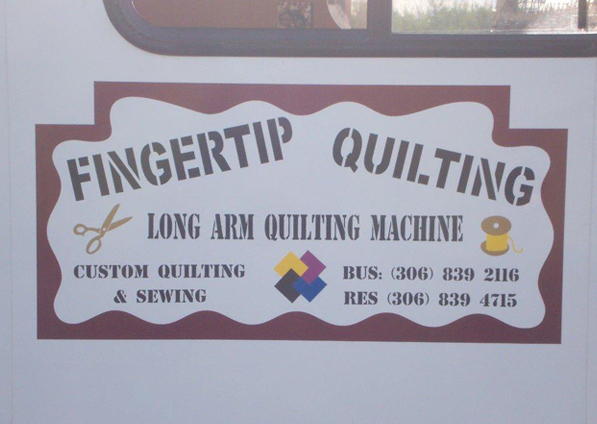 FINGERTIP QUILTING
LONG ARM QUILTING MACHINE
CUSTOM QUILTING
& SEWING
BUS: (306) 839 2116
RES (306) 839 4715